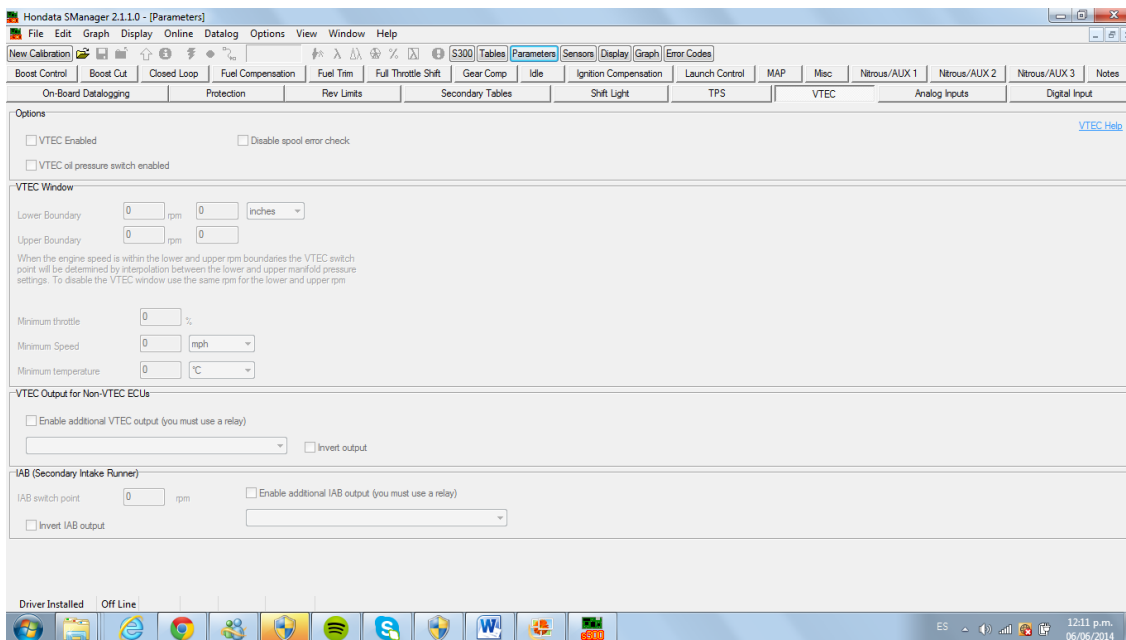 Hondata SManager 2.1.1.0 - [Parameters]
File Edit Graph Display Online Datalog Options View Window Help
New Calibration S300 Tables Parameters Sensors Display Graph Error Codes
Boost Control Boost Cut Closed Loop Fuel Compensation Fuel Trim Full Throttle Shift Gear Comp Idle Ignition Compensation Launch Control MAP Misc Nitrous/AUX 1 Nitrous/AUX 2 Nitrous/AUX 3 Notes
On-Board Datalogging Protection Rev Limits Secondary Tables Shift Light TPS VTEC Analog Inputs Digital Input
Options
VTEC Help
VTEC Enabled Disable spool error check
VTEC oil pressure switch enabled
VTEC Window
Lower Boundary 0 rpm 0 inches
Upper Boundary 0 rpm 0
When the engine speed is within the lower and upper rpm boundaries the VTEC switch
point will be determined by interpolation between the lower and upper manifold pressure
settings. To disable the VTEC window use the same rpm for the lower and upper rpm
Minimum throttle 0 %
Minimum Speed 0 mph
Minimum temperature 0 °C
VTEC Output for Non-VTEC ECUs
Enable additional VTEC output (you must use a relay)
Invert output
IAB (Secondary Intake Runner)
IAB switch point 0 rpm Enable additional IAB output (you must use a relay)
Invert IAB output
Driver Installed Off Line
S300
ES 12:11 p.m.
06/06/2014